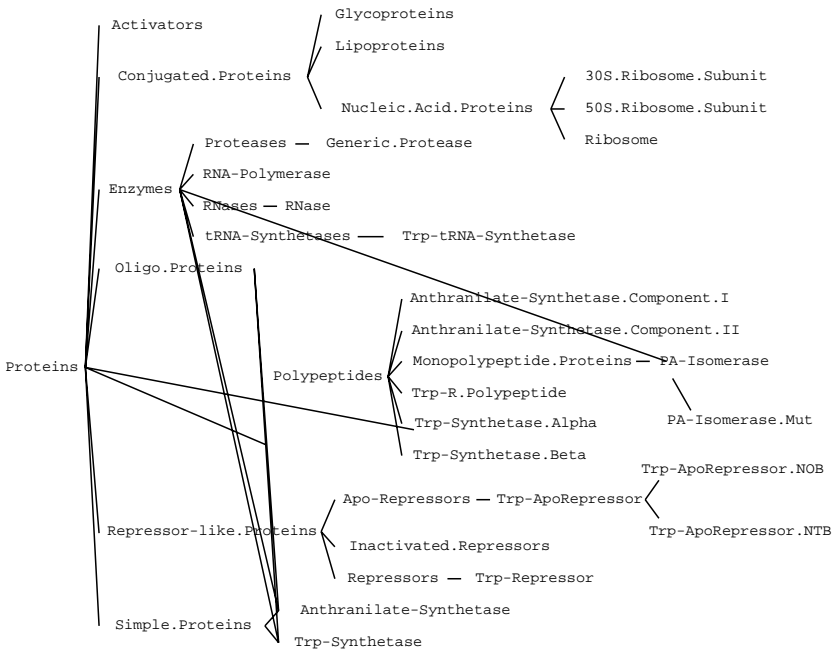 Glycoproteins
Activators
Lipoproteins
Conjugated.Proteins
30S.Ribosome.Subunit
Nucleic.Acid.Proteins
50S.Ribosome.Subunit
Ribosome
Proteases
Generic.Protease
RNA-Polymerase
Enzymes
RNases
RNase
tRNA-Synthetases
Trp-tRNA-Synthetase
Oligo.Proteins
Anthranilate-Synthetase.Component.I
Anthranilate-Synthetase.Component.II
Monopolypeptide.Proteins
PA-Isomerase
Proteins
Polypeptides
Trp-R.Polypeptide
Trp-Synthetase.Alpha
PA-Isomerase.Mut
Trp-Synthetase.Beta
Trp-ApoRepressor.NOB
Apo-Repressors
Trp-ApoRepressor
Repressor-like.Proteins
Trp-ApoRepressor.NTB
Inactivated.Repressors
Repressors
Trp-Repressor
Anthranilate-Synthetase
Simple.Proteins
Trp-Synthetase